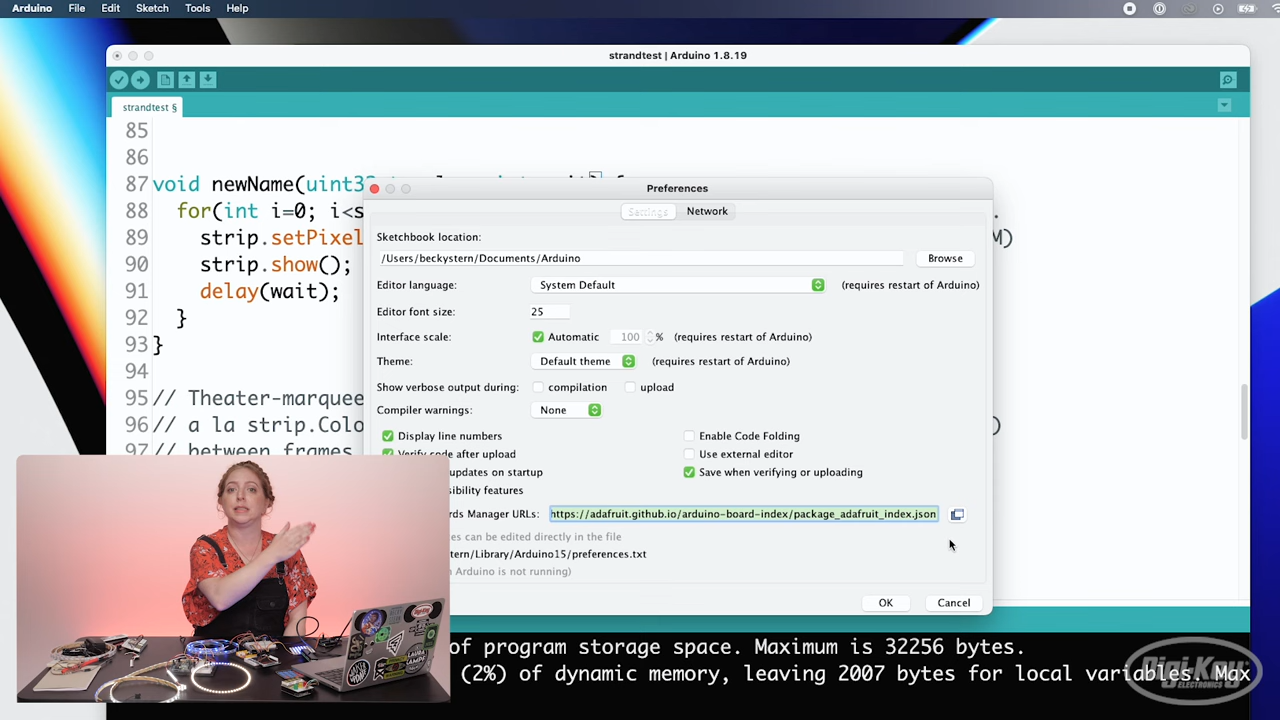 Arduino File Edit Sketch Tools Help
strandtest | Arduino 1.8.19
strandtest §
85
86
87 void newName(uint3
Preferences
88 for(int i=0; i<s
Settings Network
89 strip.setPixel M)
Sketchbook location:
90 strip.show();
/Users/beckystern/Documents/Arduino Browse
91 delay(wait);
Editor language: System Default (requires restart of Arduino)
92 }
Editor font size: 25
93 }
Interface scale: Automatic 100 % (requires restart of Arduino)
94
Theme: Default theme (requires restart of Arduino)
95 // Theater-marquee
Show verbose output during: compilation upload
96 // a la strip.Colo )
Compiler warnings: None
97 // between frames
Display line numbers Enable Code Folding
Verify code after upload Use external editor
updates on startup Save when verifying or uploading
sibility features
rds Manager URLs: https://adafruit.github.io/arduino-board-index/package_adafruit_index.json
es can be edited directly in the file
tern/Library/Arduino15/preferences.txt
n Arduino is not running)
OK Cancel
of program storage space. Maximum is 32256 bytes.
(2%) of dynamic memory, leaving 2007 bytes for local variables. Max
Digi-Key
ELECTRONICS